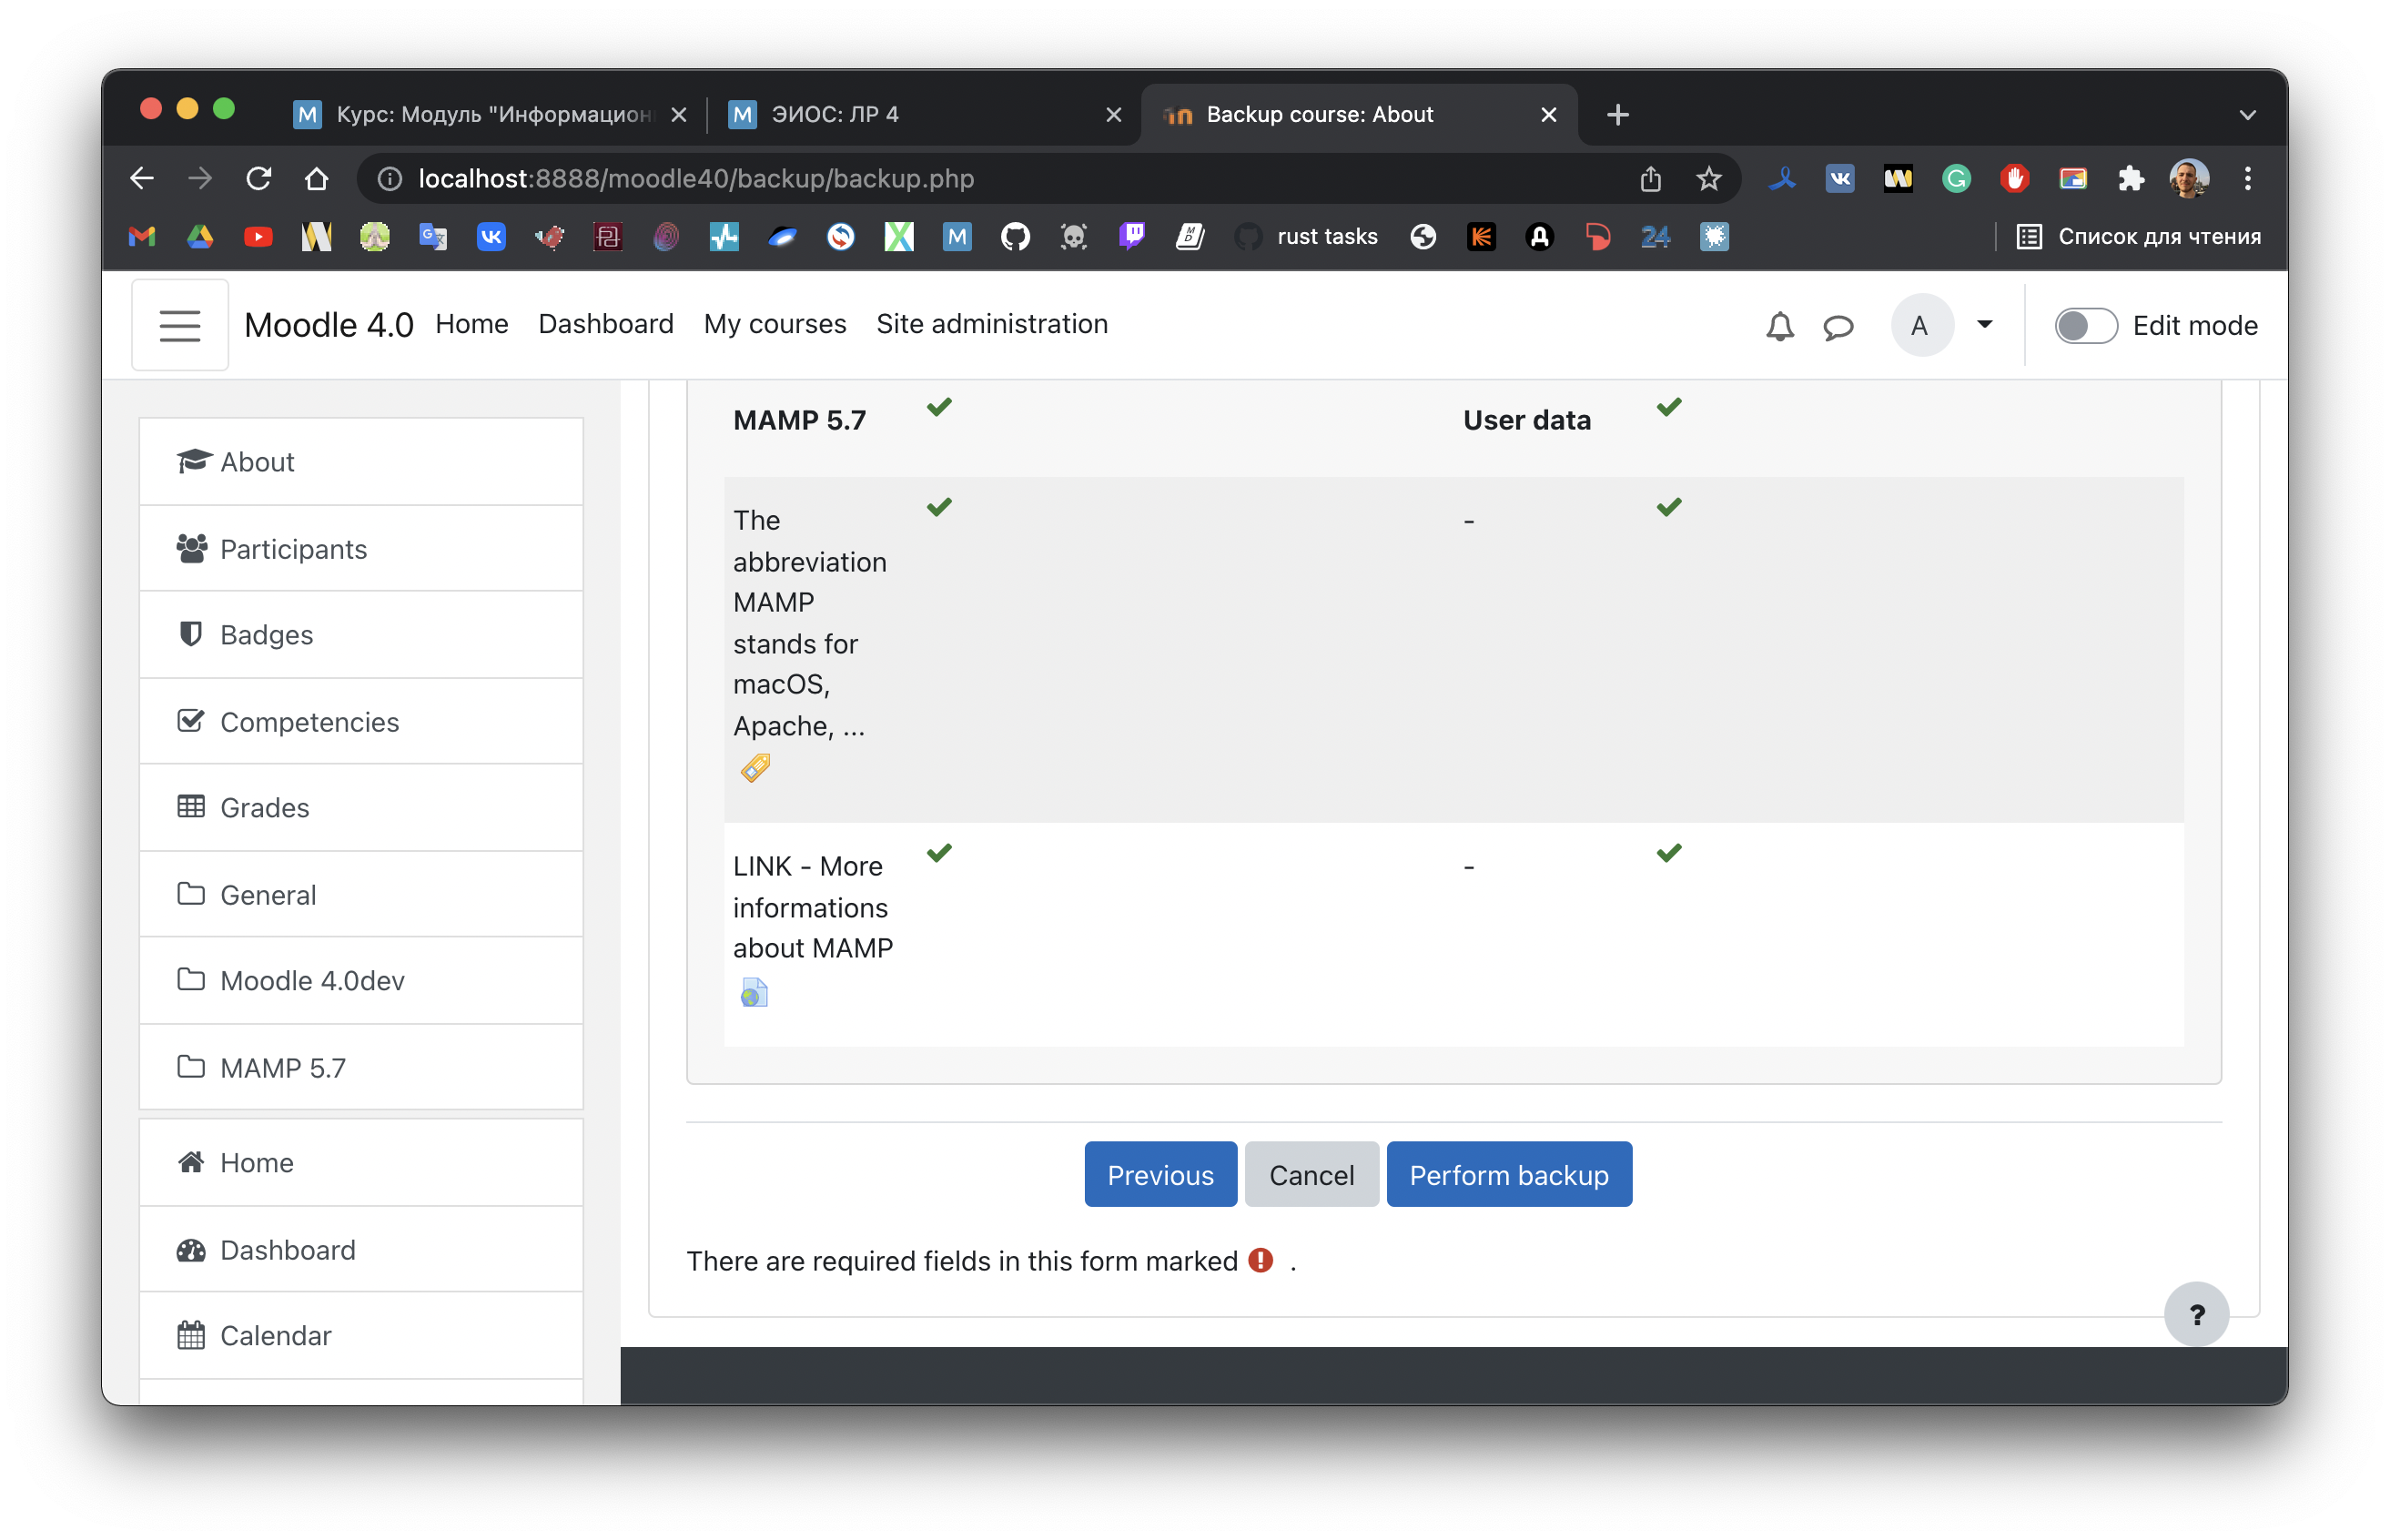 Курс: Модуль "Информацион
ЭИОС: ЛР 4
Backup course: About
localhost:8888/moodle40/backup/backup.php
rust tasks
24
Список для чтения
Moodle 4.0 Home Dashboard My courses Site administration
A
Edit mode
About
Participants
Badges
Competencies
Grades
General
Moodle 4.0dev
MAMP 5.7
Home
Dashboard
Calendar
MAMP 5.7
User data
The
abbreviation
MAMP
stands for
macOS,
Apache, ...
-
LINK - More
informations
about MAMP
-
Previous
Cancel
Perform backup
There are required fields in this form marked .
?